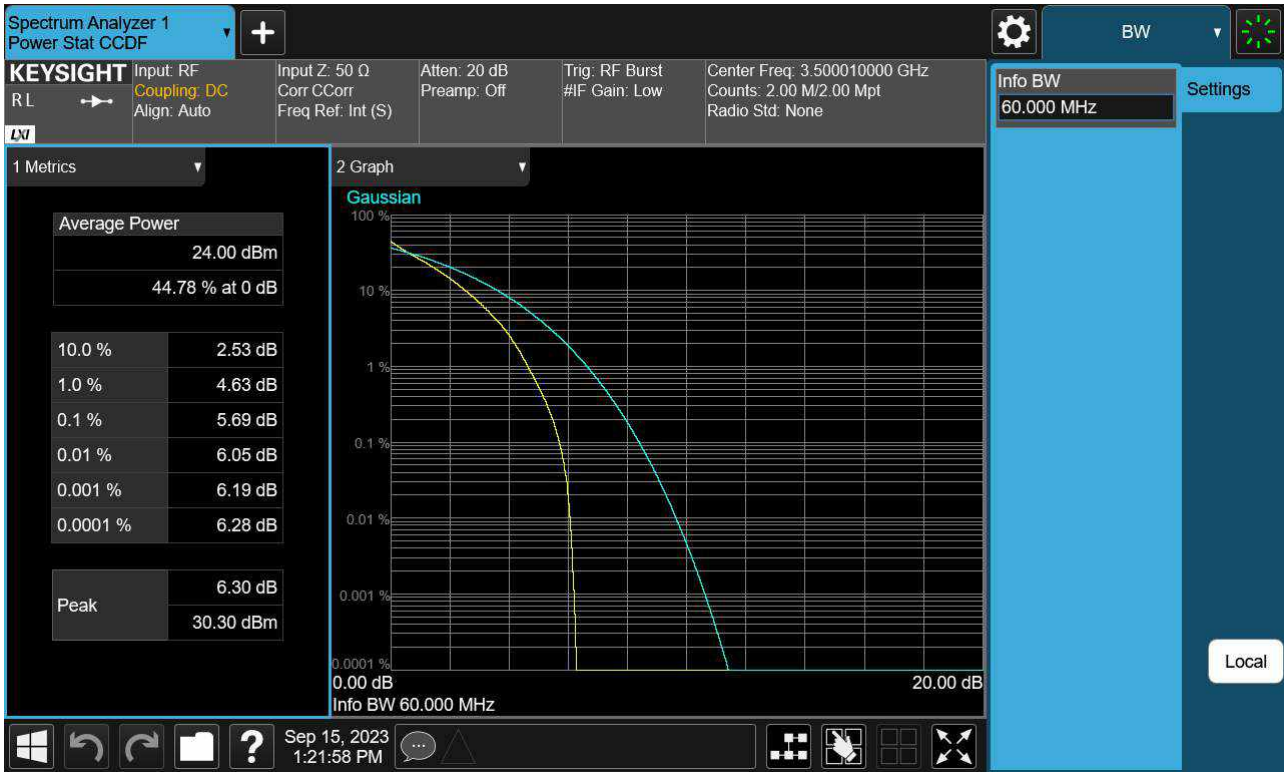 Spectrum Analyzer 1
Power Stat CCDF
+
BW
KEYSIGHT
RL
LXI
Input: RF
Coupling: DC
Align: Auto
Input Z: 50 Ω
Corr CCorr
Freq Ref: Int (S)
Atten: 20 dB
Preamp: Off
Trig: RF Burst
#IF Gain: Low
Center Freq: 3.500010000 GHz
Counts: 2.00 M/2.00 Mpt
Radio Std: None
Info BW
60.000 MHz
Settings
1 Metrics
Average Power
24.00 dBm
44.78 % at 0 dB
10.0 % 2.53 dB
1.0 % 4.63 dB
0.1 % 5.69 dB
0.01 % 6.05 dB
0.001 % 6.19 dB
0.0001 % 6.28 dB
Peak
6.30 dB
30.30 dBm
2 Graph
Gaussian
100 %
10 %
1 %
0.1 %
0.01 %
0.001 %
0.0001 %
0.00 dB
20.00 dB
Info BW 60.000 MHz
Local
?
Sep 15, 2023
1:21:58 PM